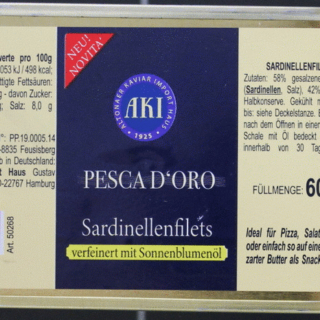 werte pro 100g
053 kJ / 498 kcal;
ttigte Fettsäuren:
g - davon Zucker:
g; Salz: 8,0 g
PP.19.0005.14
-8835 Feusisberg
b in Deutschland:
t Haus Gustav
-22767 Hamburg
Art. 50268
NEU!
NOVITA'
ALTONAER KAVIAR IMPORT HAUS
AKI
• 1925 •
PESCA D'ORO
Sardinellenfilets
verfeinert mit Sonnenblumenöl
SARDINELLENFIL
Zutaten: 58% gesalzene
(Sardinellen, Salz), 42%
Halbkonserve. Gekühlt m
bis: siehe Deckelstanze. B
nach dem Öffnen in einem
Schale mit Öl bedeckt
innerhalb von 30 Tag
FÜLLMENGE: 60
Ideal für Pizza, Salat
oder einfach so auf eine
zarter Butter als Snack